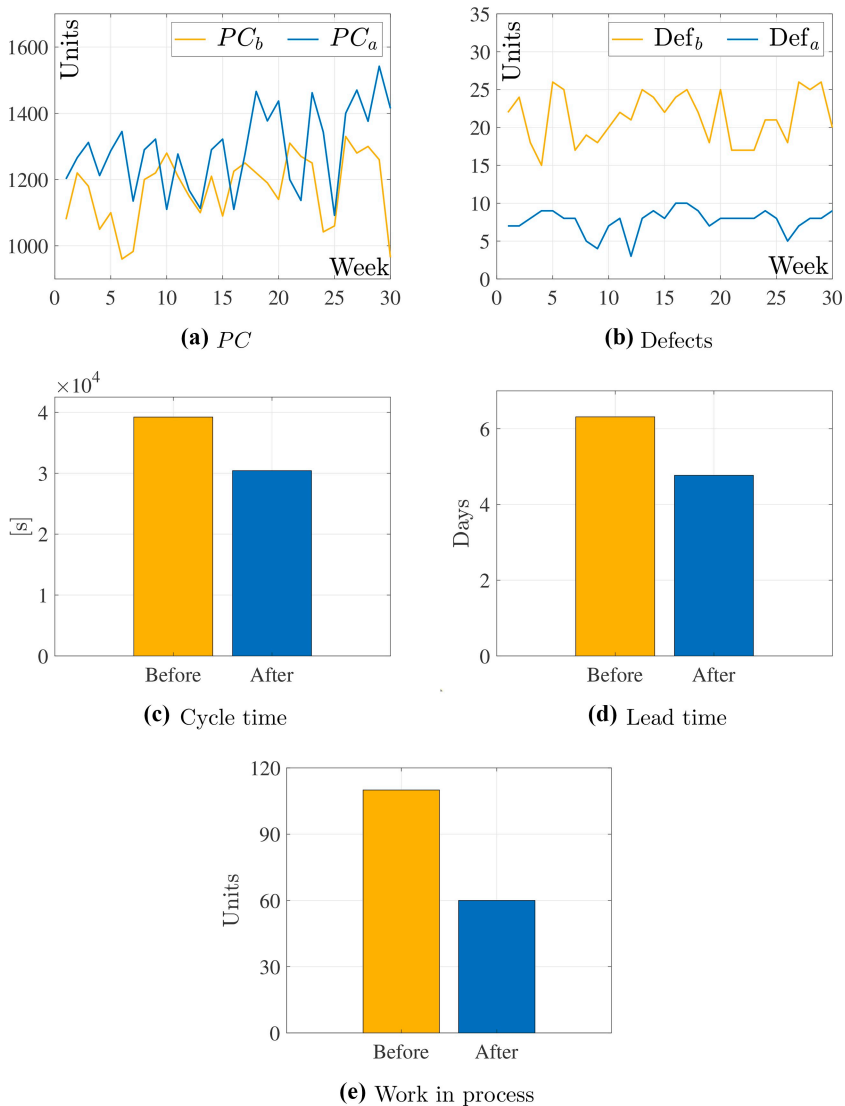 Units
PC_b PC_a
1600
1400
1200
1000
Week
0 5 10 15 20 25 30
(a) PC
Units
Def_b Def_a
35
30
25
20
15
10
5
0
Week
0 5 10 15 20 25 30
(b) Defects
×10^4
4
3
2
1
0
[s]
Before After
(c) Cycle time
6
4
2
0
Days
Before After
(d) Lead time
120
90
60
30
0
Units
Before After
(e) Work in process